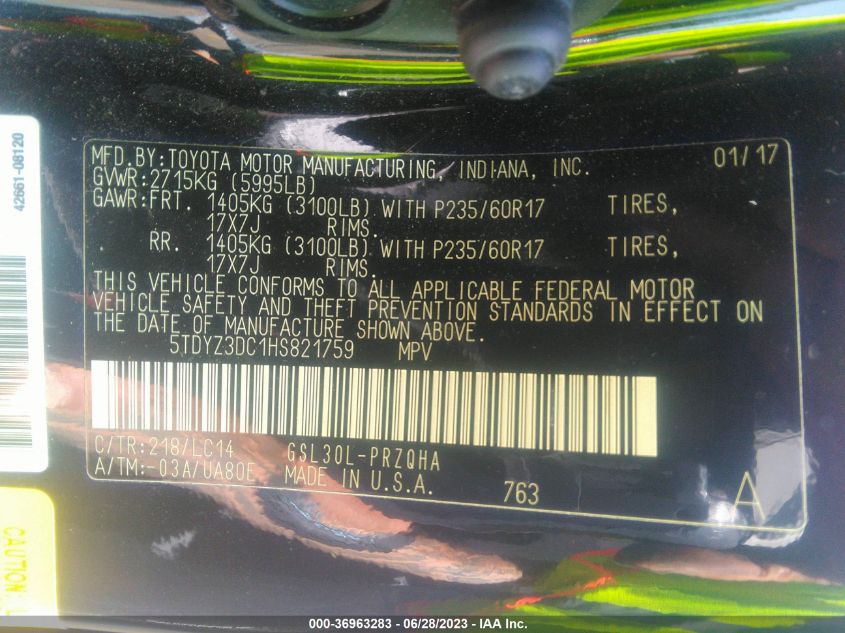 42661-08120
MFD.BY:TOYOTA MOTOR MANUFACTURING, INDIANA, INC. 01/17
GVWR:2715KG (5995LB)
GAWR:FRT. 1405KG (3100LB) WITH P235/60R17 TIRES,
17X7J RIMS.
RR. 1405KG (3100LB) WITH P235/60R17 TIRES,
17X7J RIMS.
THIS VEHICLE CONFORMS TO ALL APPLICABLE FEDERAL MOTOR
VEHICLE SAFETY AND THEFT PREVENTION STANDARDS IN EFFECT ON
THE DATE OF MANUFACTURE SHOWN ABOVE.
5TDYZ3DC1HS821759 MPV
C/TR:218/LC14 GSL30L-PRZQHA
A/TM:-03A/UA80E MADE IN U.S.A. 763 A
CAUTION
000-36963283 - 06/28/2023 - IAA Inc.